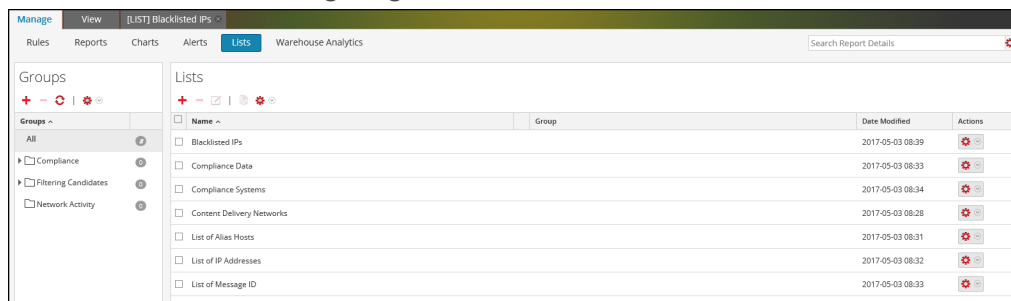 Manage View [LIST] Blacklisted IPs ×
Rules Reports Charts Alerts Lists Warehouse Analytics Search Report Details
Groups
Groups
All
Compliance 0
Filtering Candidates 0
Network Activity 0
Lists
Name Group Date Modified Actions
Blacklisted IPs 2017-05-03 08:39
Compliance Data 2017-05-03 08:33
Compliance Systems 2017-05-03 08:34
Content Delivery Networks 2017-05-03 08:28
List of Alias Hosts 2017-05-03 08:31
List of IP Addresses 2017-05-03 08:32
List of Message ID 2017-05-03 08:33